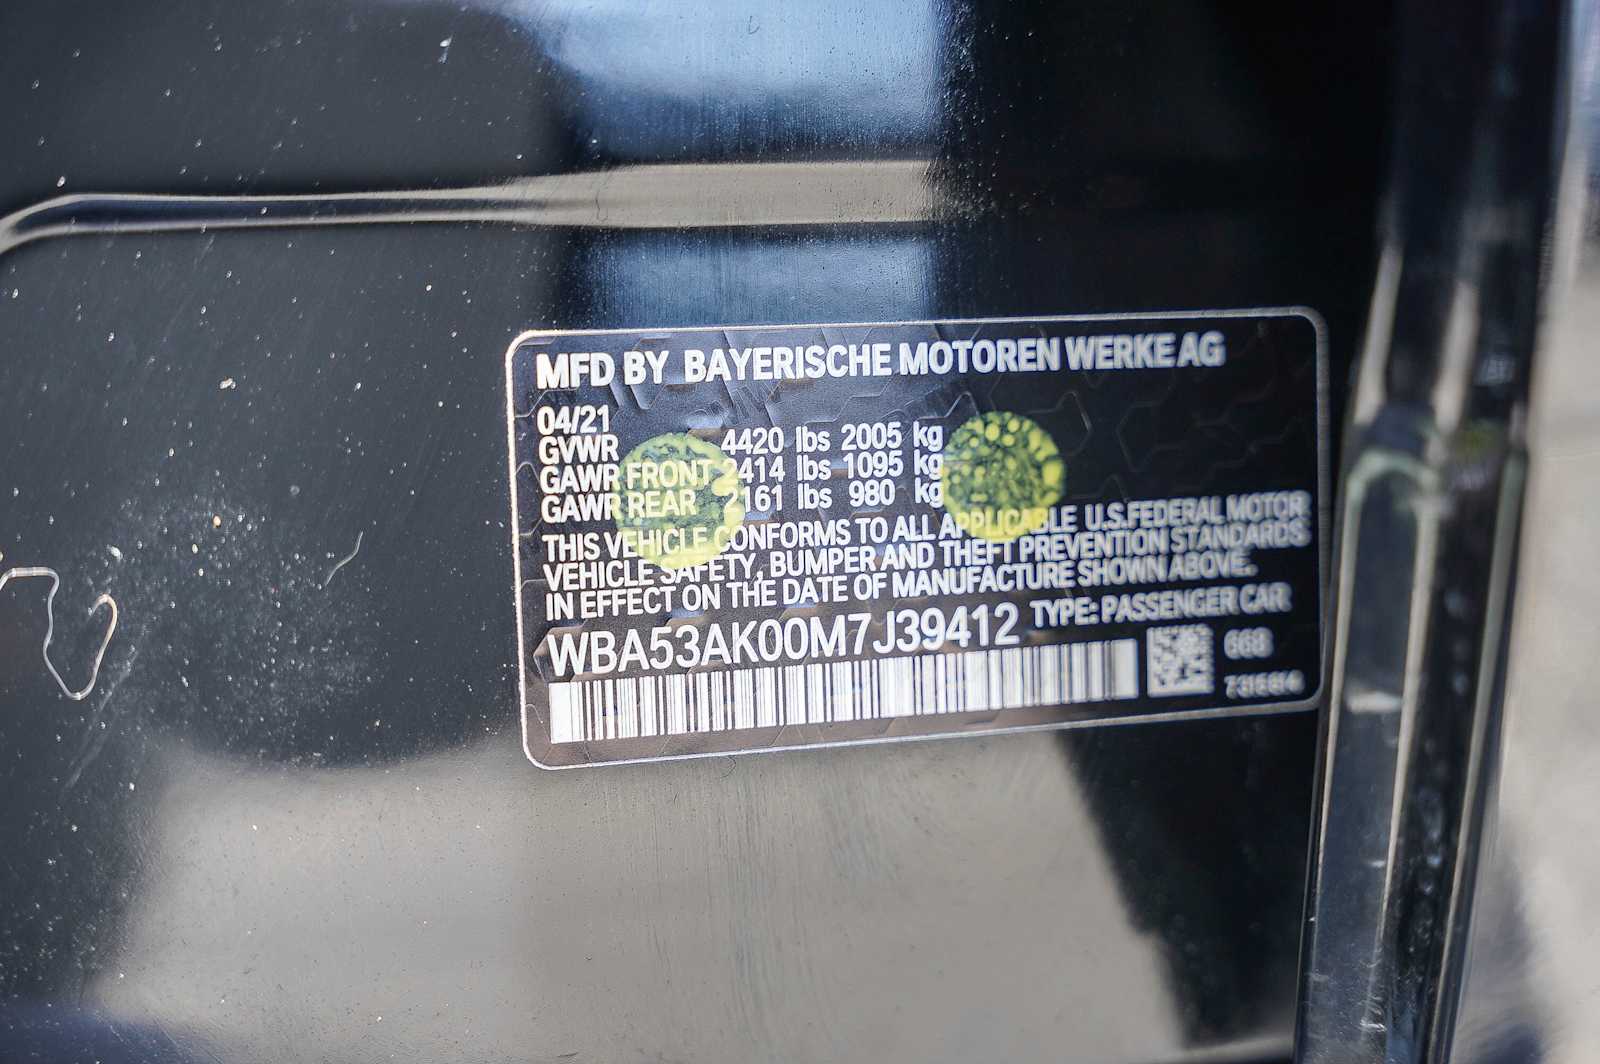 MFD BY BAYERISCHE MOTOREN WERKE AG
04/21
GVWR 4420 lbs 2005 kg
GAWR FRONT 2414 lbs 1095 kg
GAWR REAR 2161 lbs 980 kg
THIS VEHICLE CONFORMS TO ALL APPLICABLE U.S.FEDERAL MOTOR
VEHICLE SAFETY, BUMPER AND THEFT PREVENTION STANDARDS
IN EFFECT ON THE DATE OF MANUFACTURE SHOWN ABOVE.
WBA53AK00M7J39412 TYPE: PASSENGER CAR
668